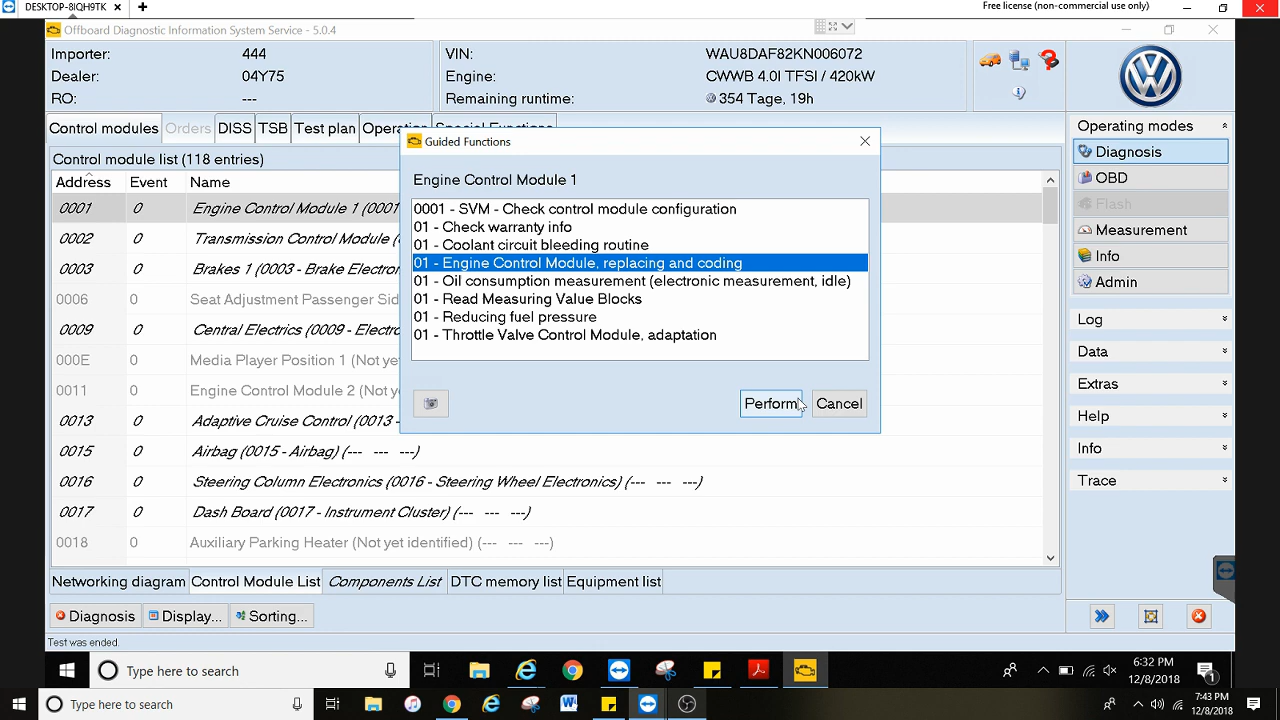 DESKTOP-8IQH9TK
Free license (non-commercial use only)
Offboard Diagnostic Information System Service - 5.0.4
Importer: 444
Dealer: 04Y75
RO: ---
VIN: WAU8DAF82KN006072
Engine: CWWB 4.0l TFSI / 420kW
Remaining runtime: 354 Tage, 19h
Control modules Orders DISS TSB Test plan Operation Special Functions
Control module list (118 entries)
Address Event Name
0001 0 Engine Control Module 1 (0001
0002 0 Transmission Control Module (
0003 0 Brakes 1 (0003 - Brake Electron
0006 0 Seat Adjustment Passenger Sid
0009 0 Central Electrics (0009 - Electr
000E 0 Media Player Position 1 (Not ye
0011 0 Engine Control Module 2 (Not y
0013 0 Adaptive Cruise Control (0013 -
0015 0 Airbag (0015 - Airbag) (--- --- ---)
0016 0 Steering Column Electronics (0016 - Steering Wheel Electronics) (--- --- ---)
0017 0 Dash Board (0017 - Instrument Cluster) (--- --- ---)
0018 0 Auxiliary Parking Heater (Not yet identified) (--- --- ---)
Guided Functions
Engine Control Module 1
0001 - SVM - Check control module configuration
01 - Check warranty info
01 - Coolant circuit bleeding routine
01 - Engine Control Module, replacing and coding
01 - Oil consumption measurement (electronic measurement, idle)
01 - Read Measuring Value Blocks
01 - Reducing fuel pressure
01 - Throttle Valve Control Module, adaptation
Perform Cancel
Operating modes
Diagnosis
OBD
Flash
Measurement
Info
Admin
Log
Data
Extras
Help
Info
Trace
Networking diagram Control Module List Components List DTC memory list Equipment list
Diagnosis Display... Sorting...
Test was ended.
Type here to search
6:32 PM
12/8/2018
1
Type here to search
7:43 PM
12/8/2018